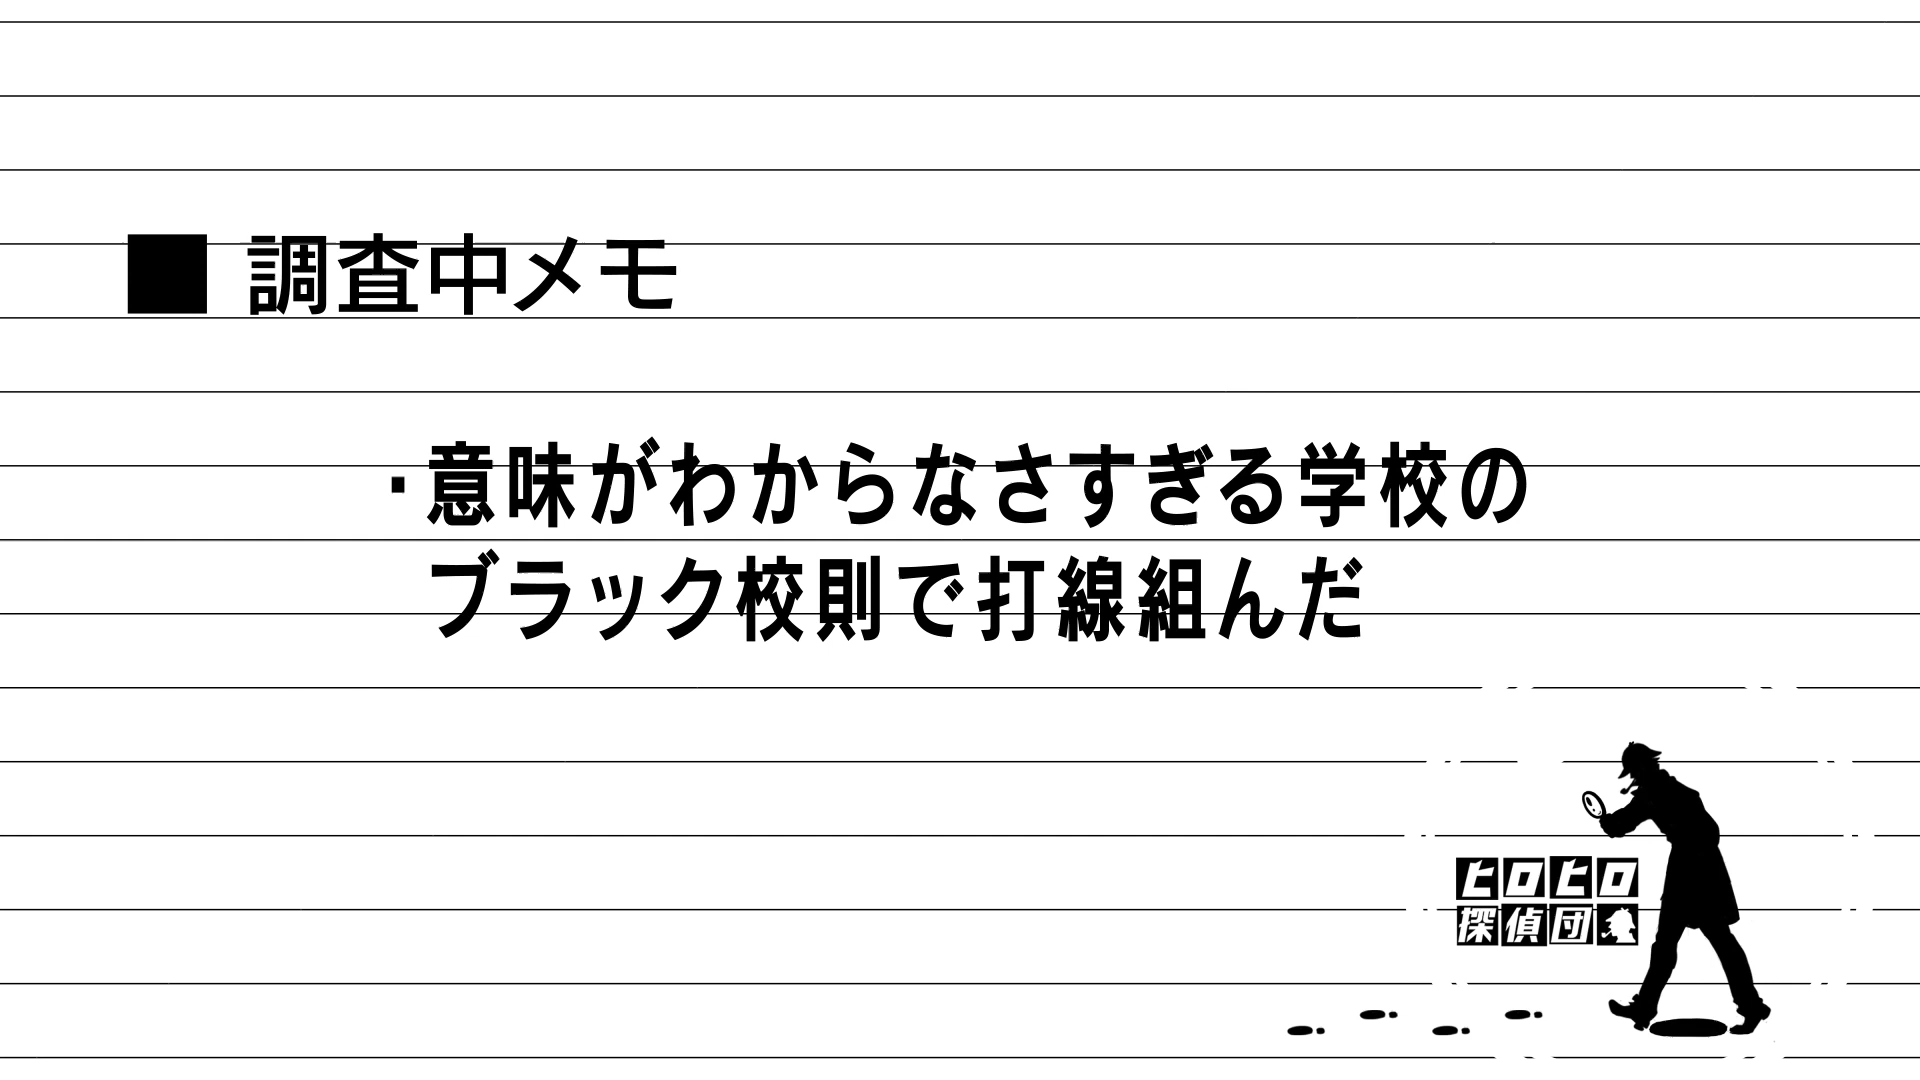 ■ 調査中メモ
・意味がわからなさすぎる学校の
ブラック校則で打線組んだ
ヒロヒロ
探偵団